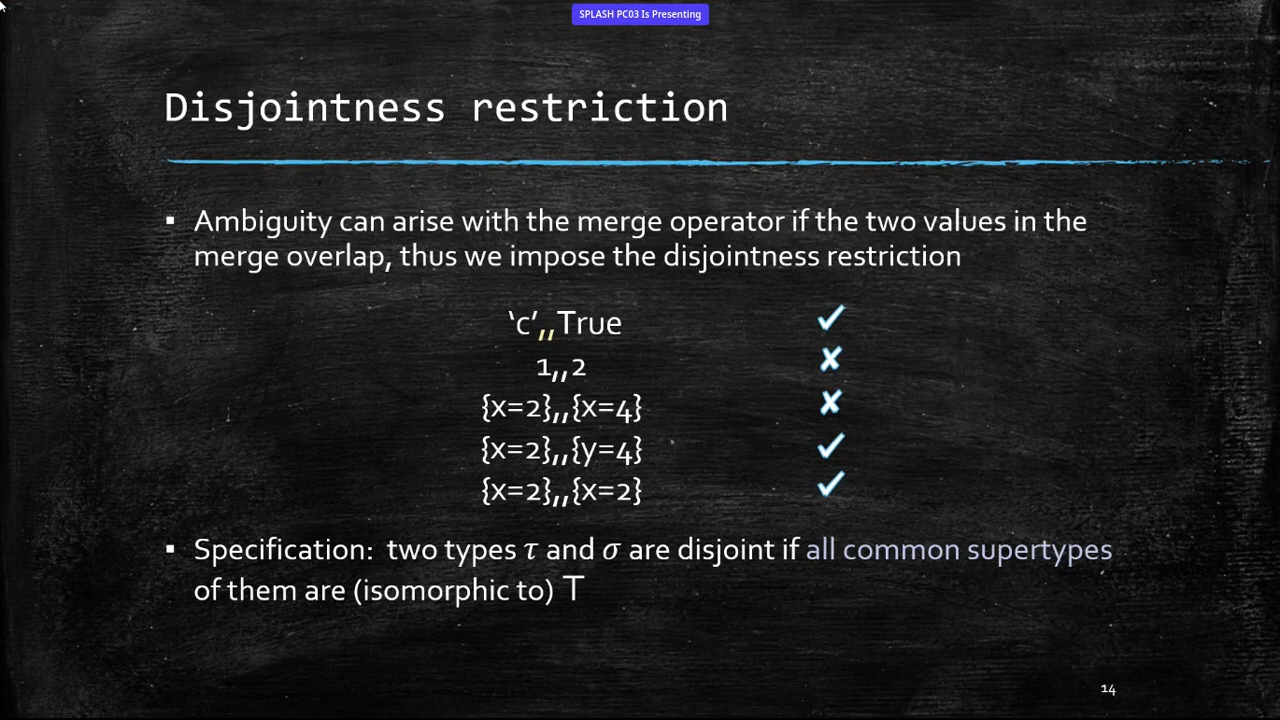 SPLASH PC03 Is Presenting
Disjointness restriction
▪ Ambiguity can arise with the merge operator if the two values in the
merge overlap, thus we impose the disjointness restriction
‘c’,,True ✓
1,,2 ✗
{x=2},,{x=4} ✗
{x=2},,{y=4} ✓
{x=2},,{x=2} ✓
▪ Specification: two types τ and σ are disjoint if all common supertypes
of them are (isomorphic to) ⊤
14